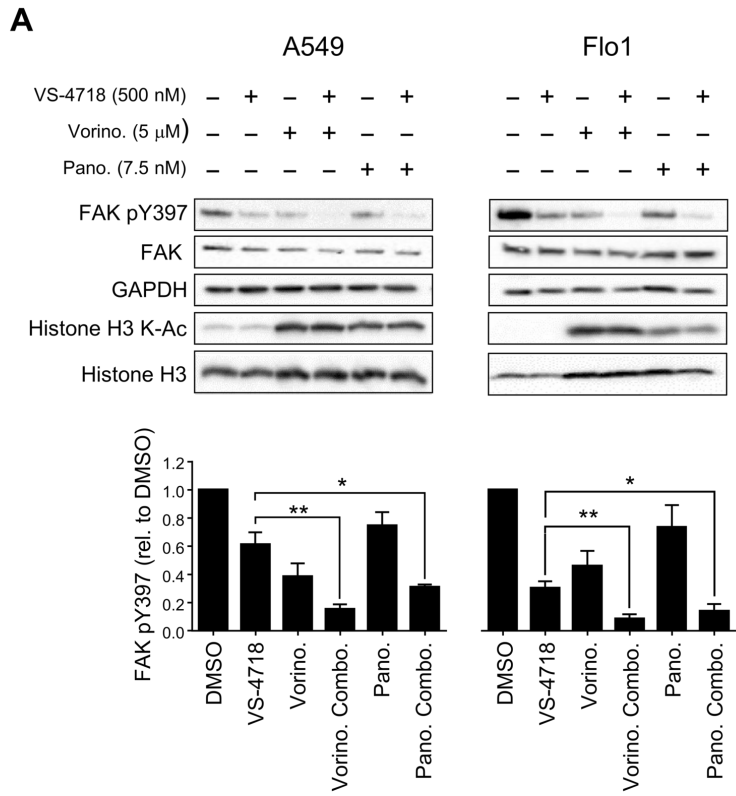 A
A549 Flo1
VS-4718 (500 nM) – + – + – + – + – + – +
Vorino. (5 μM) – – + + – – – – + + – –
Pano. (7.5 nM) – – – – + + – – – – + +
FAK pY397
FAK
GAPDH
Histone H3 K-Ac
Histone H3
FAK pY397 (rel. to DMSO)
1.2
1.0
0.8
0.6
0.4
0.2
0.0
* *
** **
DMSO VS-4718 Vorino. Vorino. Combo. Pano. Pano. Combo. DMSO VS-4718 Vorino. Vorino. Combo. Pano. Pano. Combo.